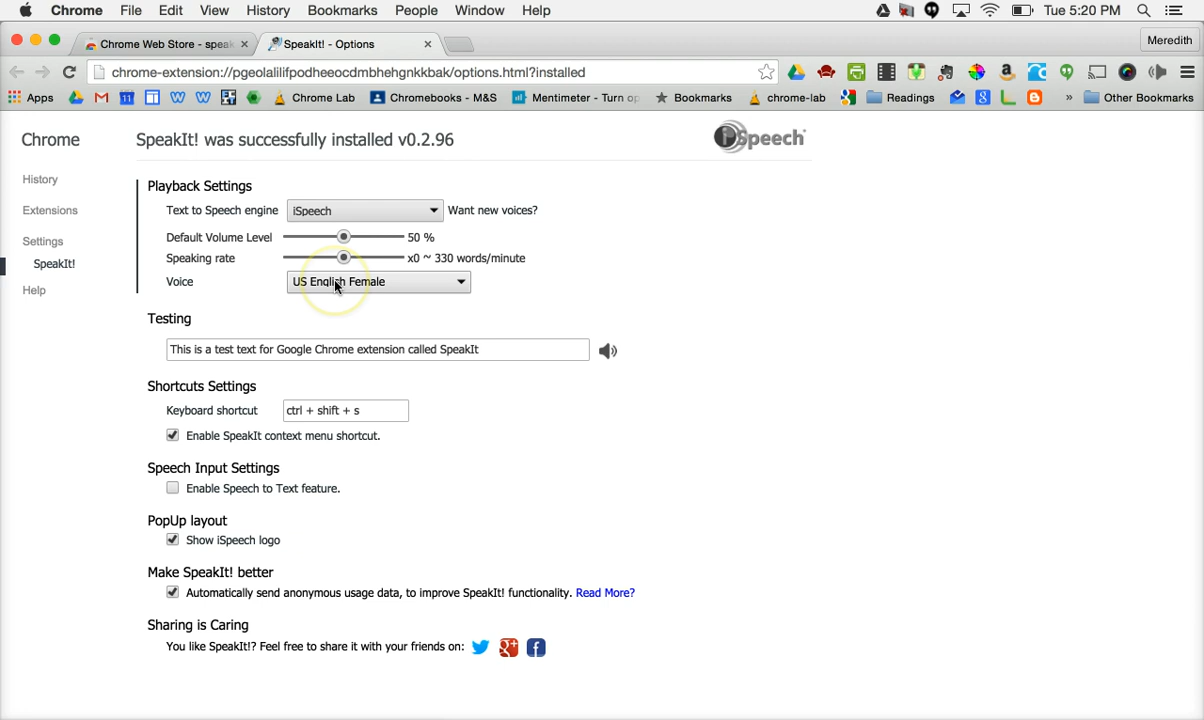 Chrome File Edit View History Bookmarks People Window Help Tue 5:20 PM
Chrome Web Store - speak SpeakIt! - Options Meredith
chrome-extension://pgeolalilifpodheeocdmbhehgnkkbak/options.html?installed
Apps Chrome Lab Chromebooks - M&S Mentimeter - Turn op Bookmarks chrome-lab Readings » Other Bookmarks
Chrome
SpeakIt! was successfully installed v0.2.96
iSpeech
History
Extensions
Settings
SpeakIt!
Help
Playback Settings
Text to Speech engine iSpeech Want new voices?
Default Volume Level 50 %
Speaking rate x0 ~ 330 words/minute
Voice US English Female
Testing
This is a test text for Google Chrome extension called SpeakIt
Shortcuts Settings
Keyboard shortcut ctrl + shift + s
Enable SpeakIt context menu shortcut.
Speech Input Settings
Enable Speech to Text feature.
PopUp layout
Show iSpeech logo
Make SpeakIt! better
Automatically send anonymous usage data, to improve SpeakIt! functionality. Read More?
Sharing is Caring
You like SpeakIt!? Feel free to share it with your friends on: